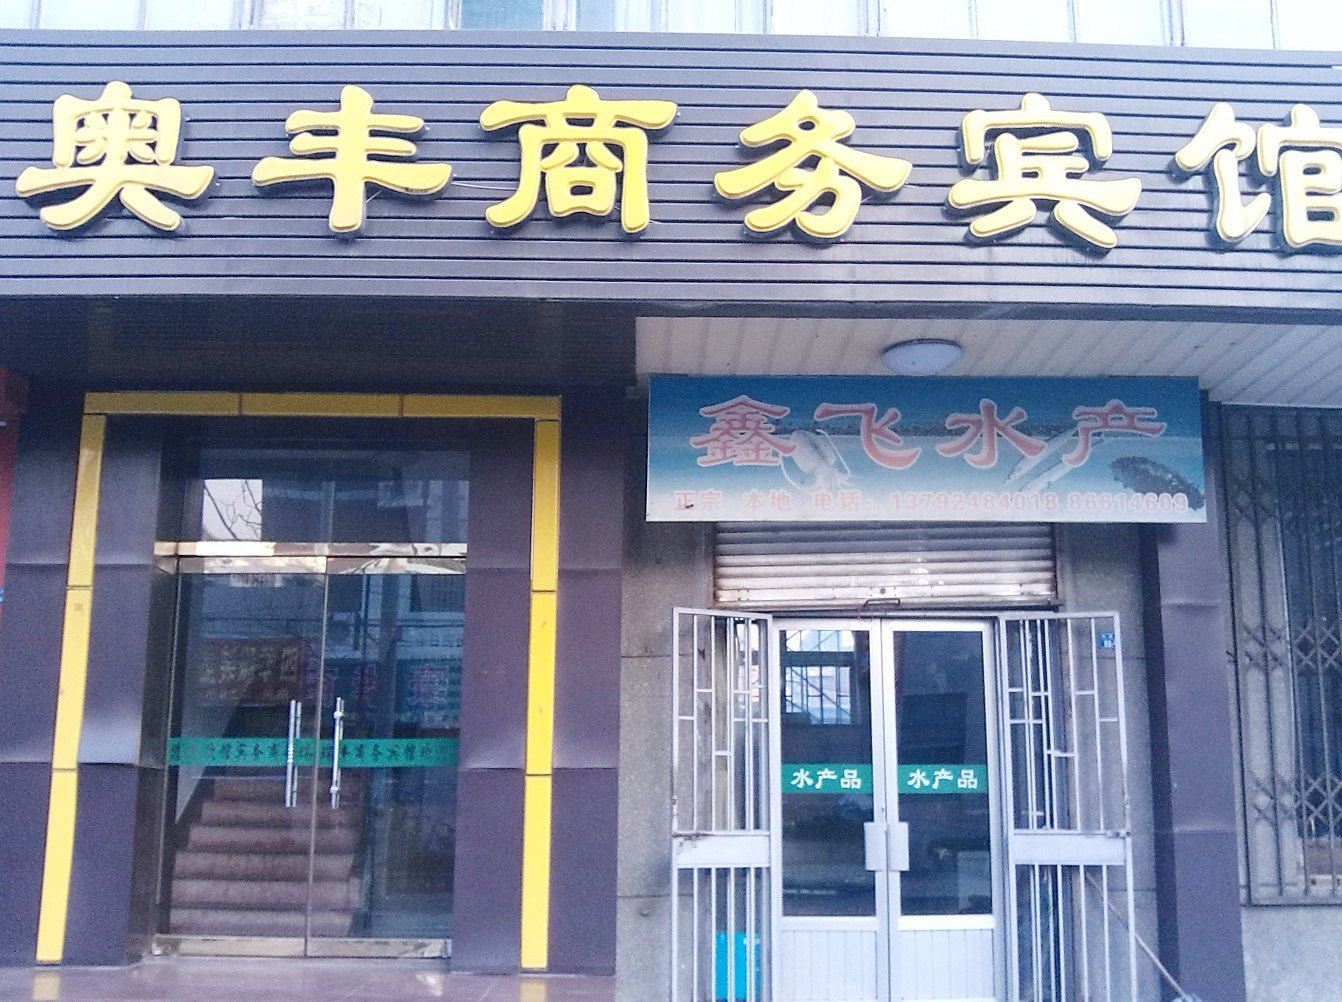 奥丰商务宾馆
鑫飞水产
正宗 本地 电话：13792484018 86614609
水产品 水产品